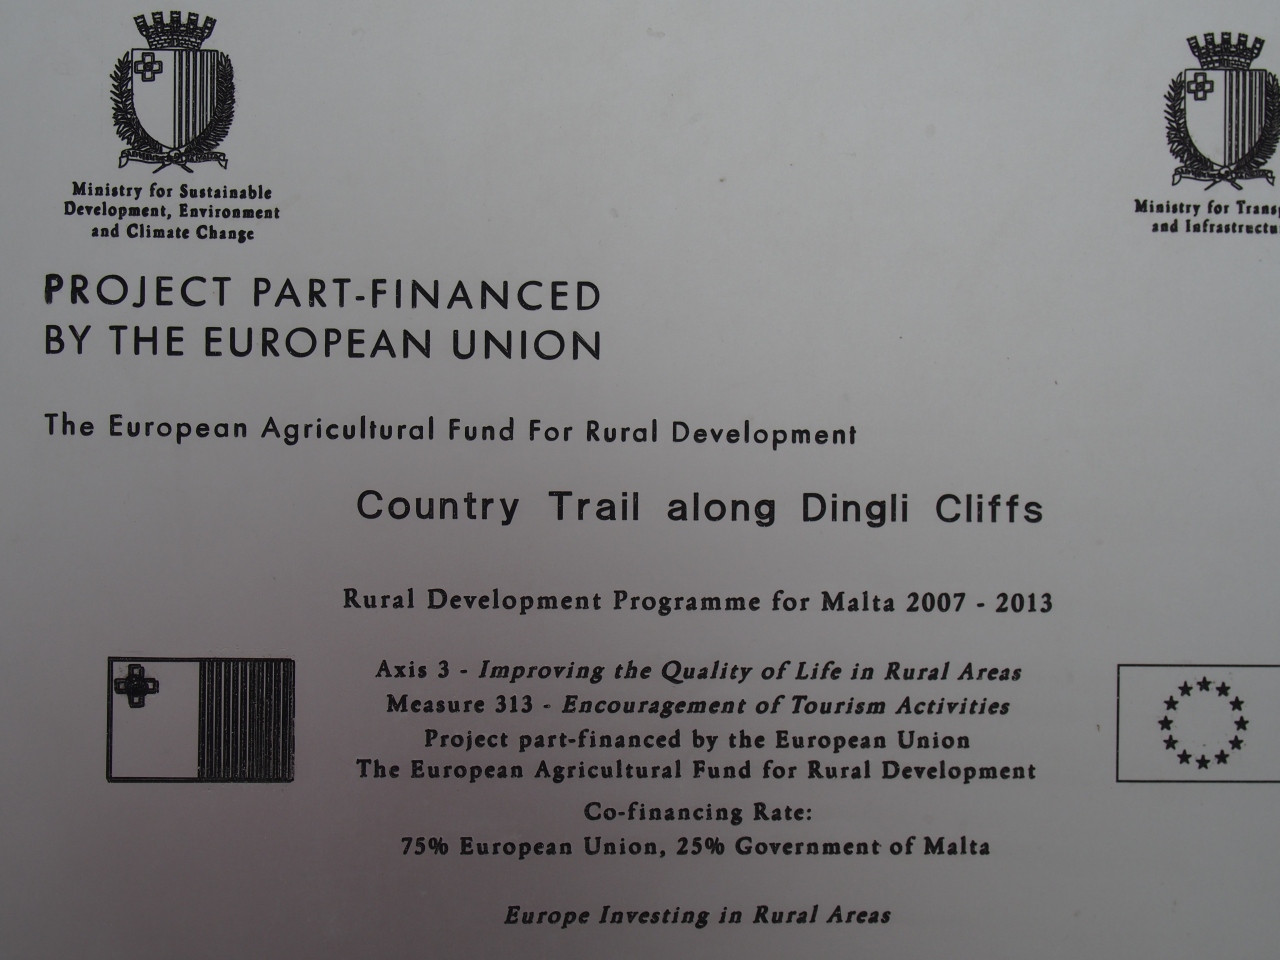 Ministry for Sustainable
Development, Environment
and Climate Change
Ministry for
and
PROJECT PART-FINANCED
BY THE EUROPEAN UNION
The European Agricultural Fund For Rural Development
Country Trail along Dingli Cliffs
Rural Development Programme for Malta 2007 - 2013
Axis 3 - Improving the Quality of Life in Rural Areas
Measure 313 - Encouragement of Tourism Activities
Project part-financed by the European Union
The European Agricultural Fund for Rural Development
Co-financing Rate:
75% European Union, 25% Government of Malta
Europe Investing in Rural Areas